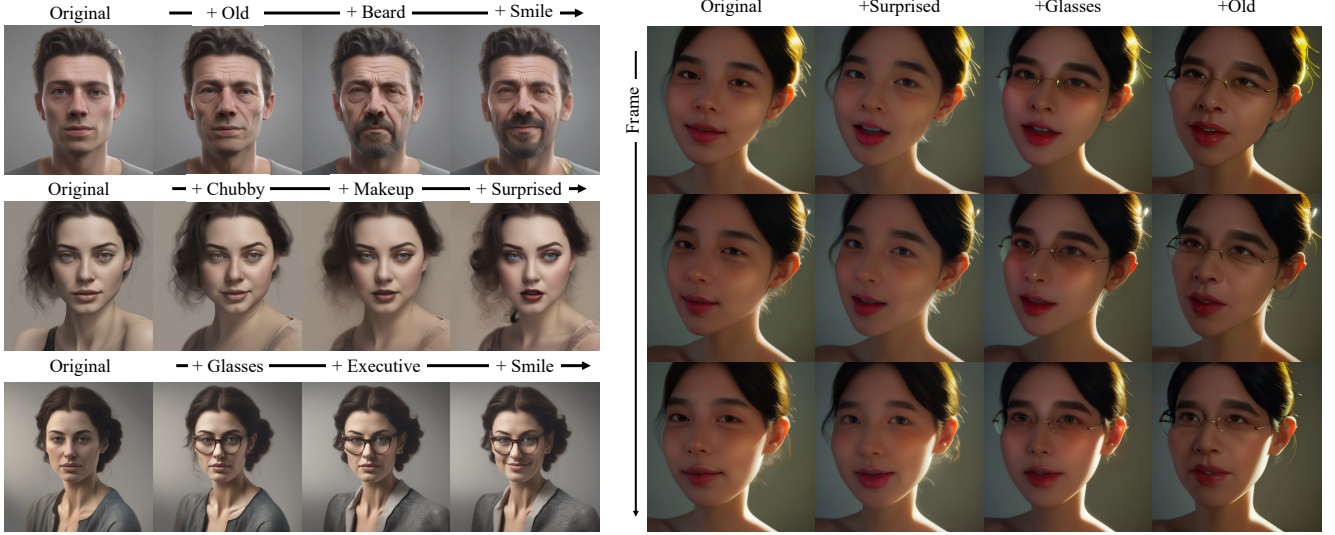 Original + Old + Beard + Smile
Original + Chubby + Makeup + Surprised
Original + Glasses + Executive + Smile
Original +Surprised +Glasses +Old
Frame